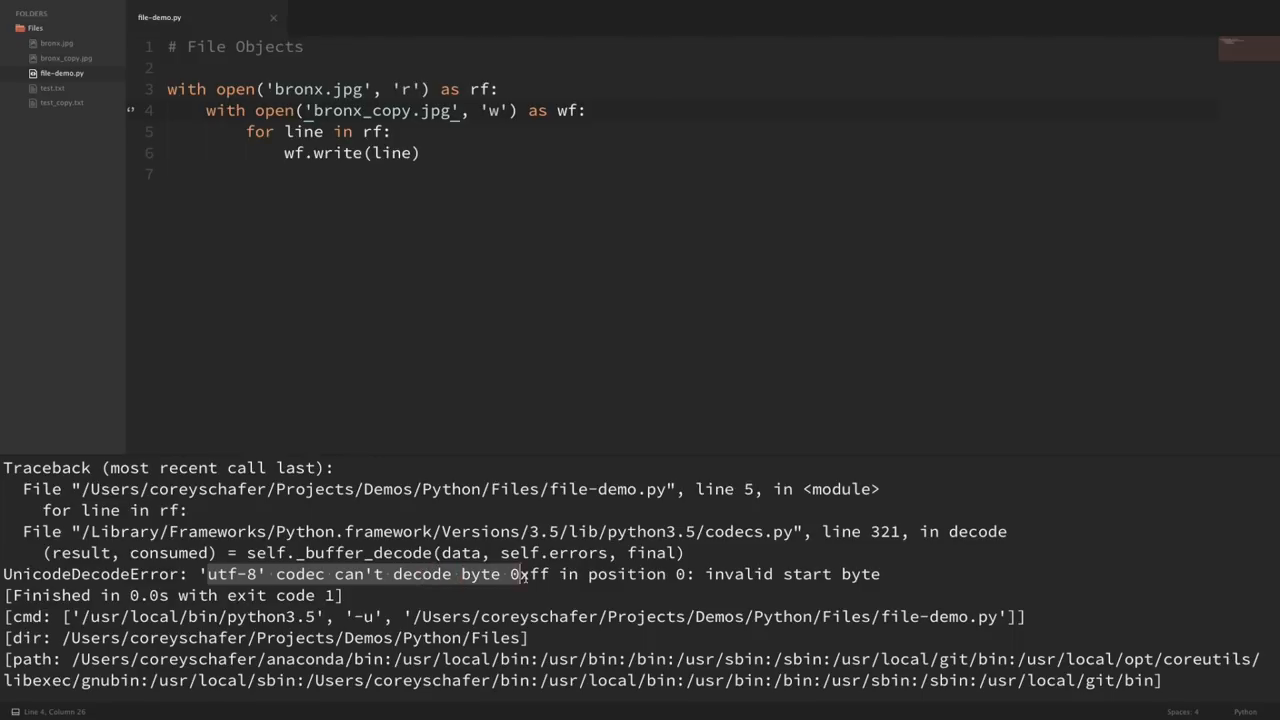 FOLDERS
Files
bronx.jpg
bronx_copy.jpg
file-demo.py
test.txt
test_copy.txt
file-demo.py ×
1 # File Objects
2
3 with open('bronx.jpg', 'r') as rf:
4     with open('bronx_copy.jpg', 'w') as wf:
5         for line in rf:
6             wf.write(line)
7
Traceback (most recent call last):
  File "/Users/coreyschafer/Projects/Demos/Python/Files/file-demo.py", line 5, in <module>
    for line in rf:
  File "/Library/Frameworks/Python.framework/Versions/3.5/lib/python3.5/codecs.py", line 321, in decode
    (result, consumed) = self._buffer_decode(data, self.errors, final)
UnicodeDecodeError: 'utf-8' codec can't decode byte 0xff in position 0: invalid start byte
[Finished in 0.0s with exit code 1]
[cmd: ['/usr/local/bin/python3.5', '-u', '/Users/coreyschafer/Projects/Demos/Python/Files/file-demo.py']]
[dir: /Users/coreyschafer/Projects/Demos/Python/Files]
[path: /Users/coreyschafer/anaconda/bin:/usr/local/bin:/usr/bin:/bin:/usr/sbin:/sbin:/usr/local/git/bin:/usr/local/opt/coreutils/
libexec/gnubin:/usr/local/sbin:/Users/coreyschafer/bin:/usr/local/bin:/usr/bin:/bin:/usr/sbin:/sbin:/usr/local/git/bin]
Line 4, Column 26
Spaces: 4
Python